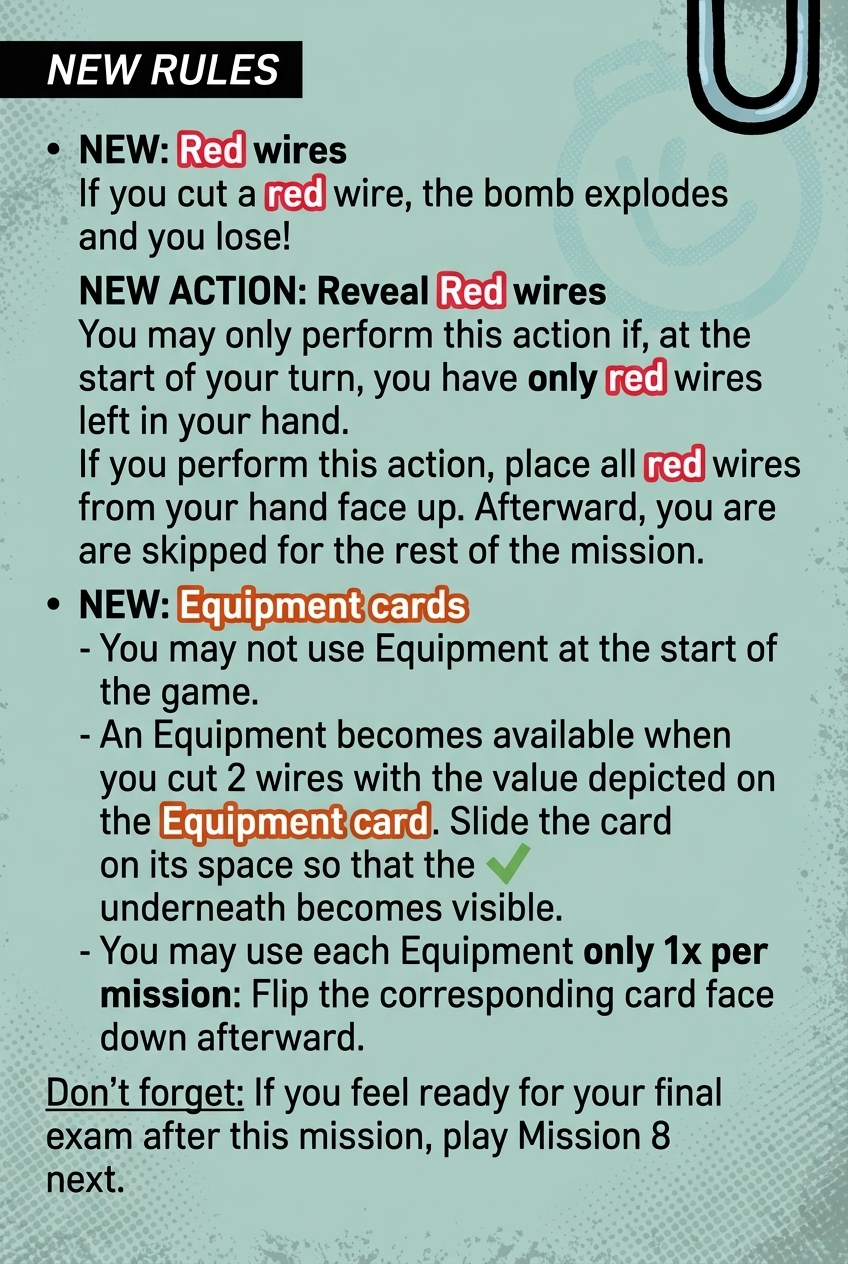 NEW RULES
• NEW: Red wires
If you cut a red wire, the bomb explodes
and you lose!
NEW ACTION: Reveal Red wires
You may only perform this action if, at the
start of your turn, you have only red wires
left in your hand.
If you perform this action, place all red wires
from your hand face up. Afterward, you are
are skipped for the rest of the mission.
• NEW: Equipment cards
- You may not use Equipment at the start of
the game.
- An Equipment becomes available when
you cut 2 wires with the value depicted on
the Equipment card. Slide the card
on its space so that the ✓
underneath becomes visible.
- You may use each Equipment only 1x per
mission: Flip the corresponding card face
down afterward.
Don't forget: If you feel ready for your final
exam after this mission, play Mission 8
next.